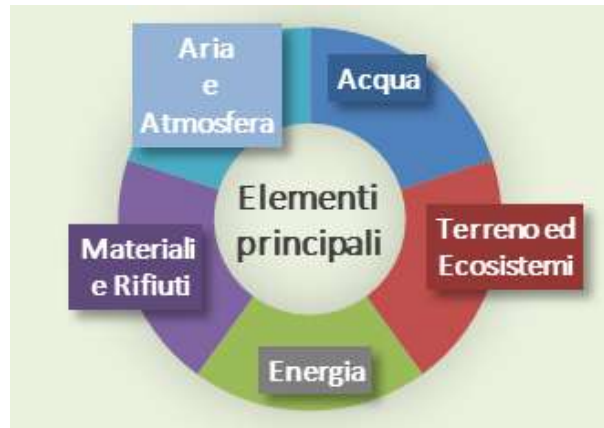 Aria
e
Atmosfera
Acqua
Elementi
principali
Terreno ed
Ecosistemi
Materiali
e Rifiuti
Energia